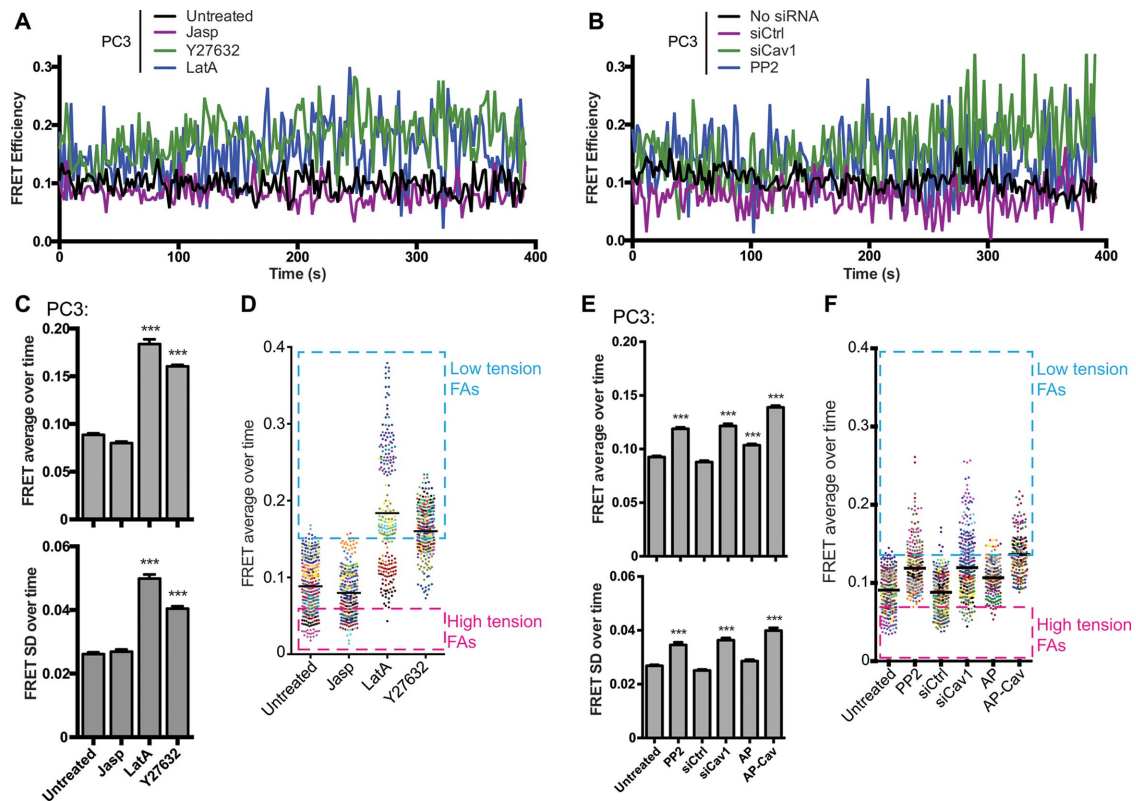 A
PC3
Untreated
Jasp
Y27632
LatA
FRET Efficiency
0.3
0.2
0.1
0.0
0
100
200
300
400
Time (s)
B
PC3
No siRNA
siCtrl
siCav1
PP2
FRET Efficiency
0.3
0.2
0.1
0.0
0
100
200
300
400
Time (s)
C
PC3:
FRET average over time
0.20
0.15
0.10
0.05
0
***
***
FRET SD over time
0.06
0.04
0.02
0
***
***
Untreated
Jasp
LatA
Y27632
D
FRET average over time
0.4
0.3
0.2
0.1
0
Low tension
FAs
High tension
FAs
Untreated
Jasp
LatA
Y27632
E
PC3:
FRET average over time
0.20
0.15
0.10
0.05
0
***
***
***
***
FRET SD over time
0.06
0.04
0.02
0
***
***
***
Untreated
PP2
siCtrl
siCav1
AP
AP-Cav
F
FRET average over time
0.4
0.3
0.2
0.1
0
Low tension
FAs
High tension
FAs
Untreated
PP2
siCtrl
siCav1
AP
AP-Cav